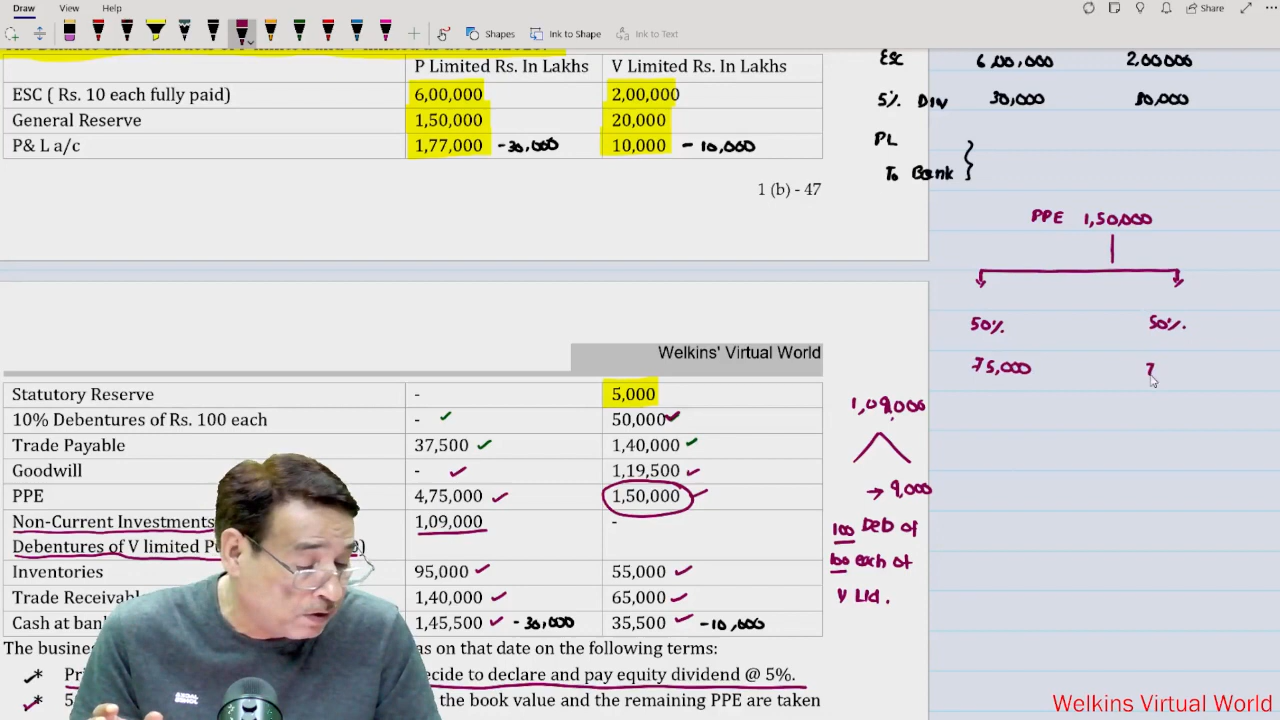 Draw View Help
Shapes Ink to Shape Ink to Text Share
P Limited Rs. In Lakhs V Limited Rs. In Lakhs
ESC ( Rs. 10 each fully paid) 6,00,000 2,00,000
General Reserve 1,50,000 20,000
P& L a/c 1,77,000 -30,000 10,000 -10,000
1 (b) - 47
ESC 6,00,000 2,00,000
5% Div 30,000 10,000
PL
To Bank
PPE 1,50,000
50% 50%
75,000 7
Welkins' Virtual World
Statutory Reserve - 5,000
10% Debentures of Rs. 100 each - 50,000
Trade Payable 37,500 1,40,000
Goodwill - 1,19,500
PPE 4,75,000 1,50,000
Non-Current Investments 1,09,000 -
Debentures of V limited
Inventories 95,000 55,000
Trade Receivab 1,40,000 65,000
Cash at bank 1,45,500 -30,000 35,500 -10,000
1,09,000
→ 9,000
100 Deb of
100 each of
V Ltd.
The busines as on that date on the following terms:
* Pri ecide to declare and pay equity dividend @ 5%.
* 5 the book value and the remaining PPE are taken
Welkins Virtual World